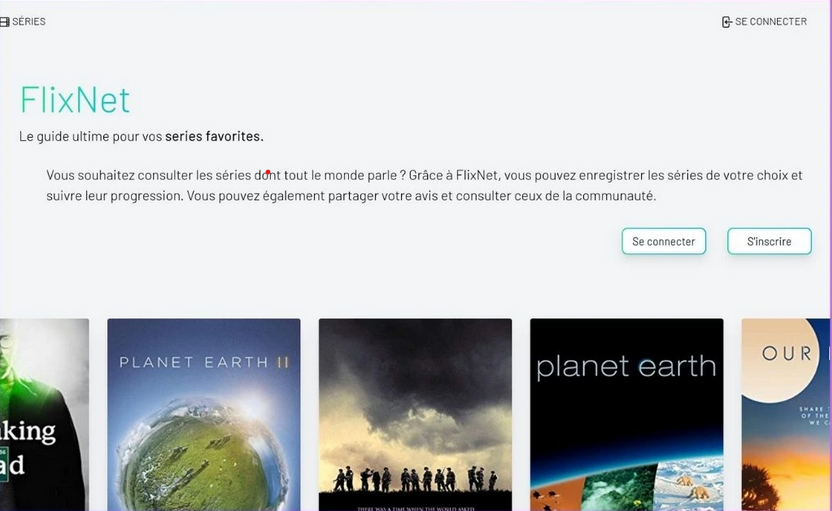 SÉRIES
SE CONNECTER
FlixNet
Le guide ultime pour vos series favorites.
Vous souhaitez consulter les séries dont tout le monde parle ? Grâce à FlixNet, vous pouvez enregistrer les séries de votre choix et
suivre leur progression. Vous pouvez également partager votre avis et consulter ceux de la communauté.
Se connecter
S'inscrire
aking
ad
PLANET EARTH II
THERE WAS A TIME WHEN THE WORLD ASKED
planet earth
OUR
SHARE
OF THE
WE C